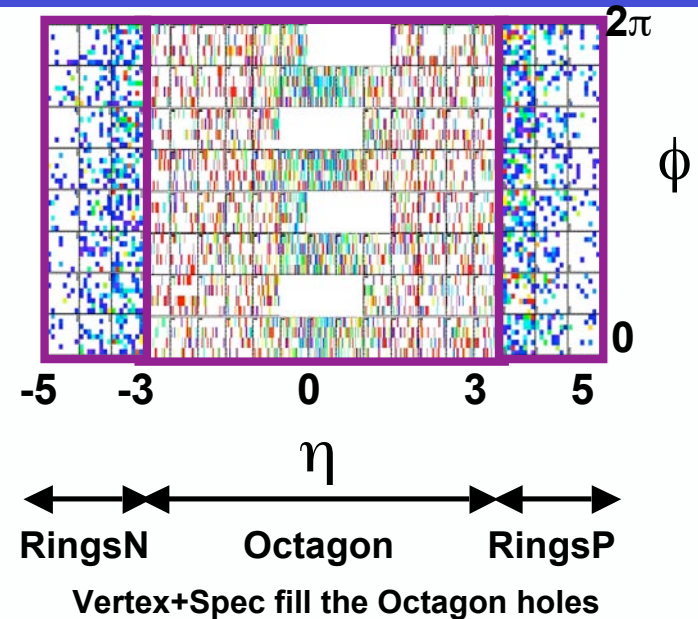 2π
ϕ
0
-5 -3 0 3 5
η
RingsN Octagon RingsP
Vertex+Spec fill the Octagon holes